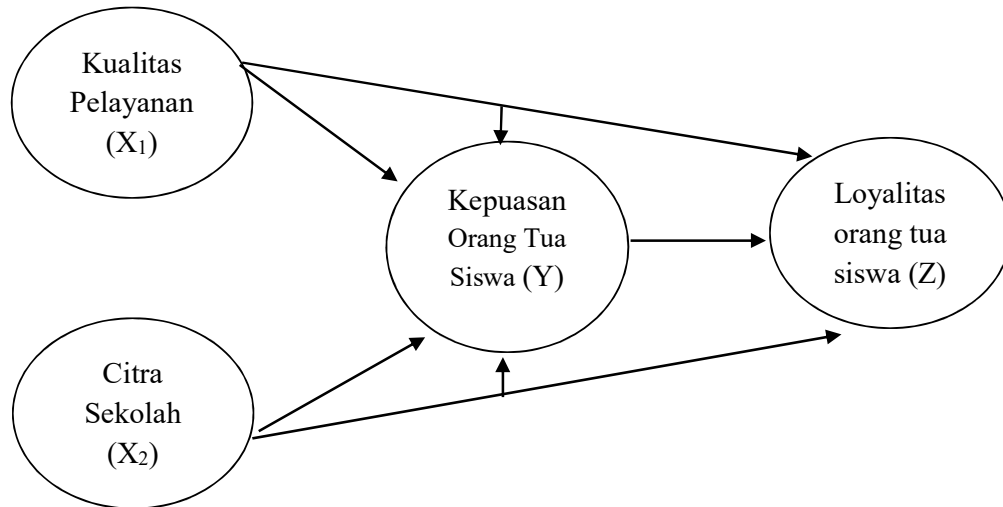 Kualitas
Pelayanan
(X₁)
Kepuasan
Orang Tua
Siswa (Y)
Loyalitas
orang tua
siswa (Z)
Citra
Sekolah
(X₂)